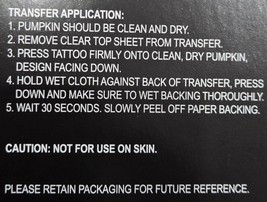 TRANSFER APPLICATION:
1. PUMPKIN SHOULD BE CLEAN AND DRY.
2. REMOVE CLEAR TOP SHEET FROM TRANSFER.
3. PRESS TATTOO FIRMLY ONTO CLEAN, DRY PUMPKIN,
DESIGN FACING DOWN.
4. HOLD WET CLOTH AGAINST BACK OF TRANSFER, PRESS
DOWN AND MAKE SURE TO WET BACKING THOROUGHLY.
5. WAIT 30 SECONDS. SLOWLY PEEL OFF PAPER BACKING.
CAUTION: NOT FOR USE ON SKIN.
PLEASE RETAIN PACKAGING FOR FUTURE REFERENCE.